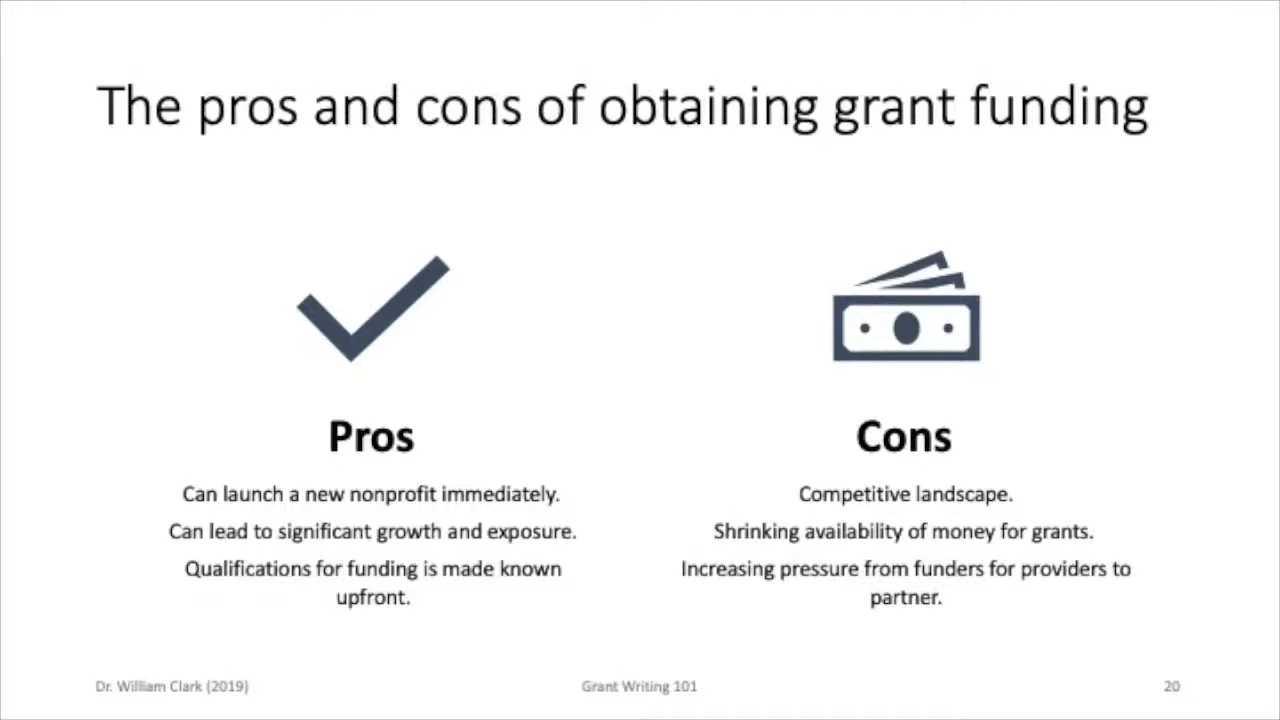 The pros and cons of obtaining grant funding
Pros
Can launch a new nonprofit immediately.
Can lead to significant growth and exposure.
Qualifications for funding is made known
upfront.
Cons
Competitive landscape.
Shrinking availability of money for grants.
Increasing pressure from funders for providers to
partner.
Dr. William Clark (2019)
Grant Writing 101
20